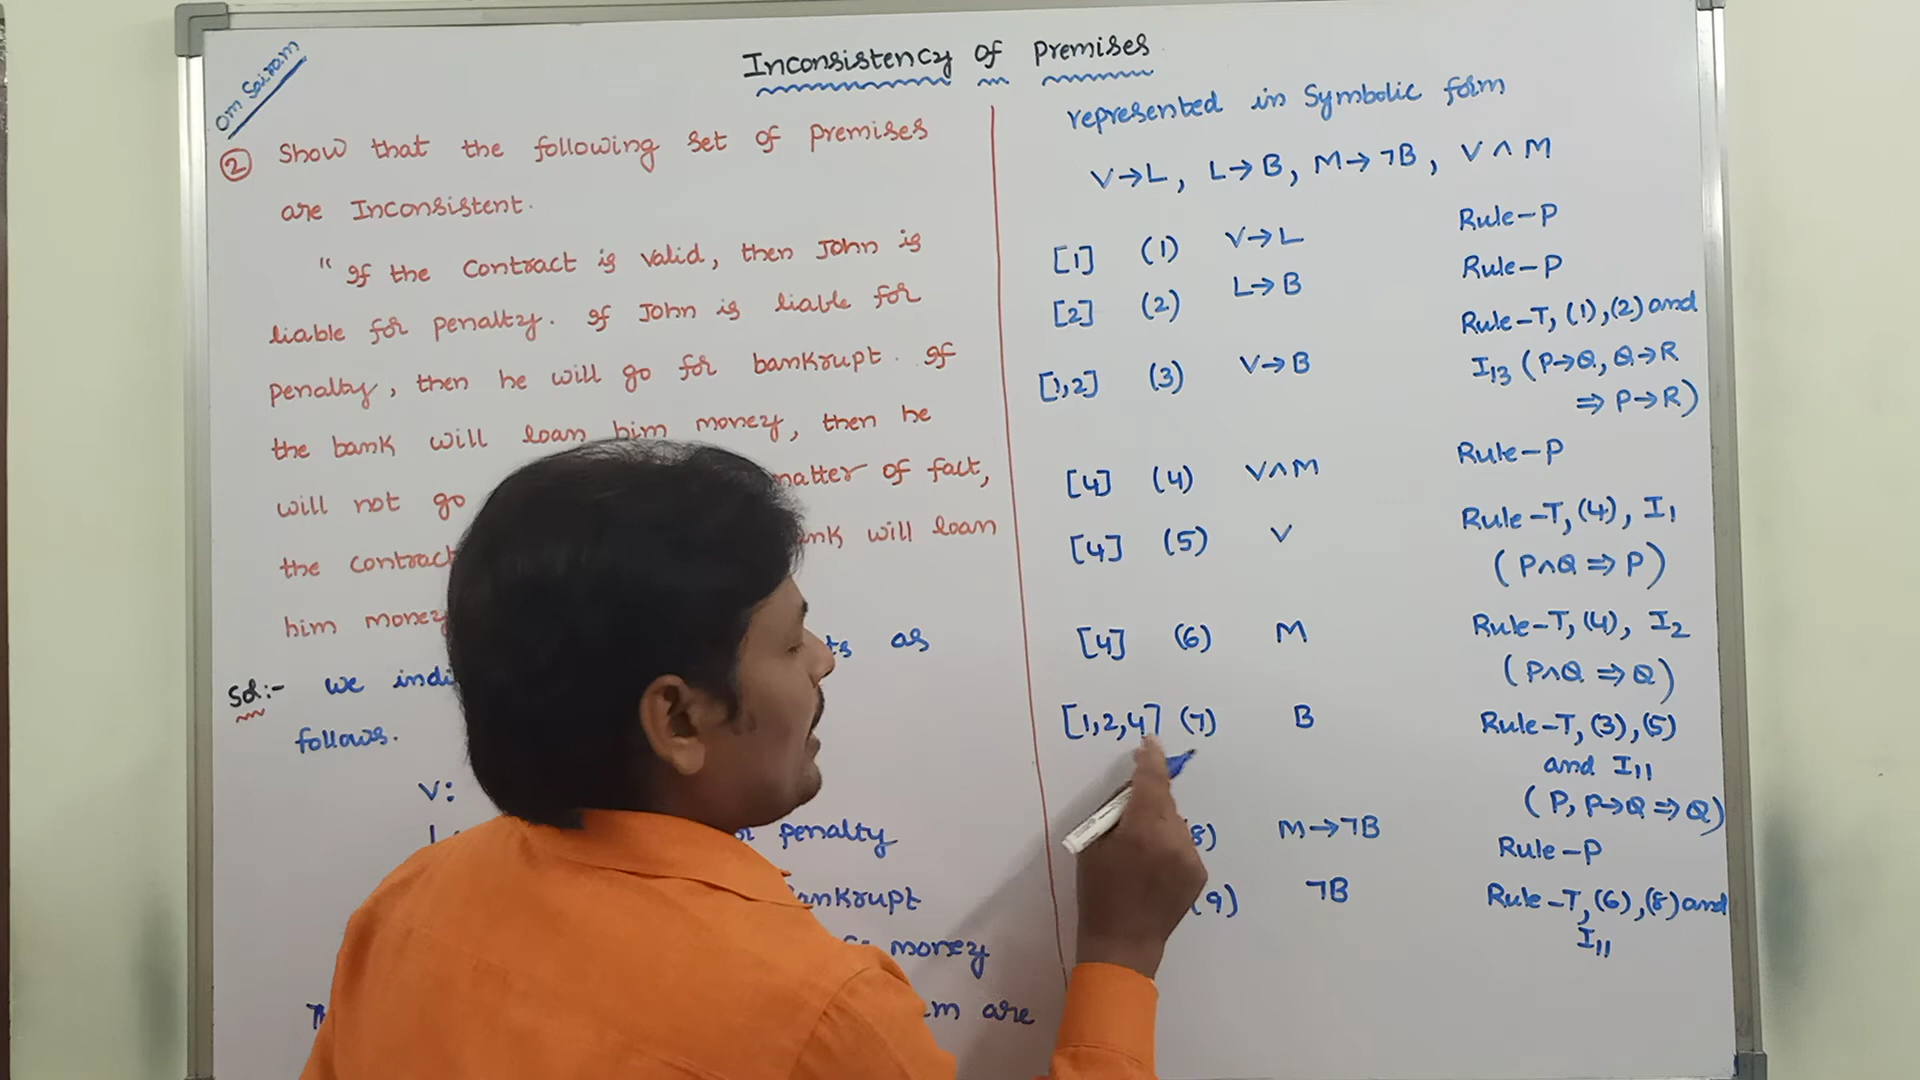 Om Sairam
Inconsistency of Premises
② Show that the following set of premises
are Inconsistent.
" If the Contract is valid, then John is
liable for penalty. If John is liable for
penalty, then he will go for bankrupt. If
the bank will loan him money, then he
will not go matter of fact,
the contract will loan
him money
Sol:- we as
follows.
V:
penalty
money
are
represented in Symbolic form
V→L, L→B, M→¬B, V∧M
[1] (1) V→L Rule-P
[2] (2) L→B Rule-P
[1,2] (3) V→B Rule-T, (1),(2) and
I13 (P→Q, Q→R
⇒ P→R)
[4] (4) V∧M Rule-P
[4] (5) V Rule-T, (4), I1
(P∧Q ⇒ P)
[4] (6) M Rule-T, (4), I2
(P∧Q ⇒ Q)
[1,2,4] (7) B Rule-T, (3),(5)
and I11
(P, P→Q ⇒ Q)
8) M→¬B Rule-P
(9) ¬B Rule-T, (6),(8) and
I11